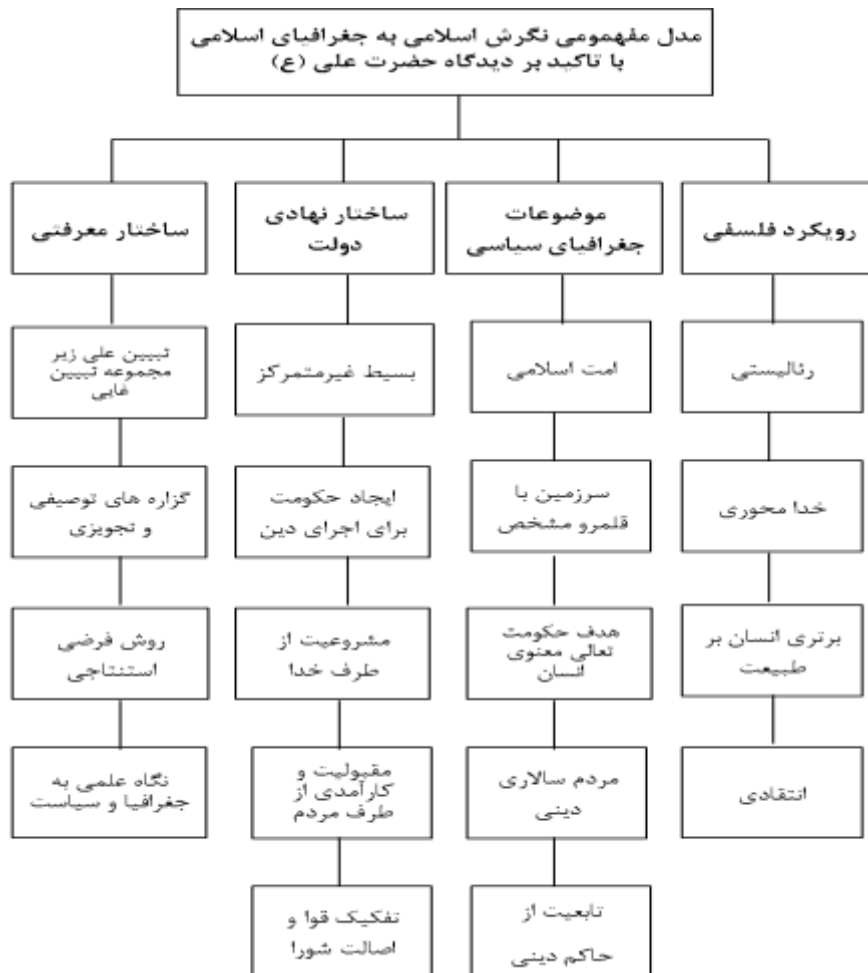 مدل مفهمومی نگرش اسلامی به جغرافیای اسلامی
با تاکید بر دیدگاه حضرت علی (ع)
رویکرد فلسفی
رئالیستی
خدا محوری
برتری انسان بر
طبیعت
انتقادی
موضوعات
جغرافیای سیاسی
امت اسلامی
سرزمین با
قلمرو مشخص
هدف حکومت
تعالی معنوی
انسان
مردم سالاری
دینی
تابعیت از
حاکم دینی
ساختار نهادی
دولت
بسیط غیرمتمرکز
ایجاد حکومت
برای اجرای دین
مشروعیت از
طرف خدا
مقبولیت و
کارآمدی از
طرف مردم
تفکیک قوا و
اصالت شورا
ساختار معرفتی
تبیین علی زیر
مجموعه تبیین
غایی
گزاره های توصیفی
و تجویزی
روش فرضی
استنتاجی
نگاه علمی به
جغرافیا و سیاست